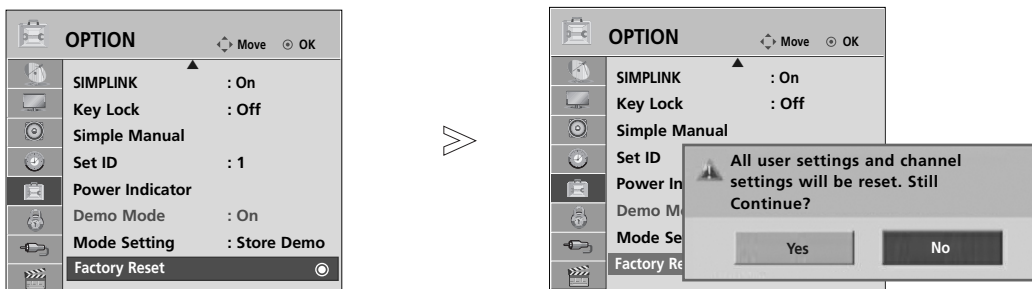 OPTION
Move OK
SIMPLINK : On
Key Lock : Off
Simple Manual
Set ID : 1
Power Indicator
Demo Mode : On
Mode Setting : Store Demo
Factory Reset
OPTION
Move OK
SIMPLINK : On
Key Lock : Off
Simple Manual
Set ID
Power In
Demo M
Mode Se
Factory Re
All user settings and channel
settings will be reset. Still
Continue?
Yes No